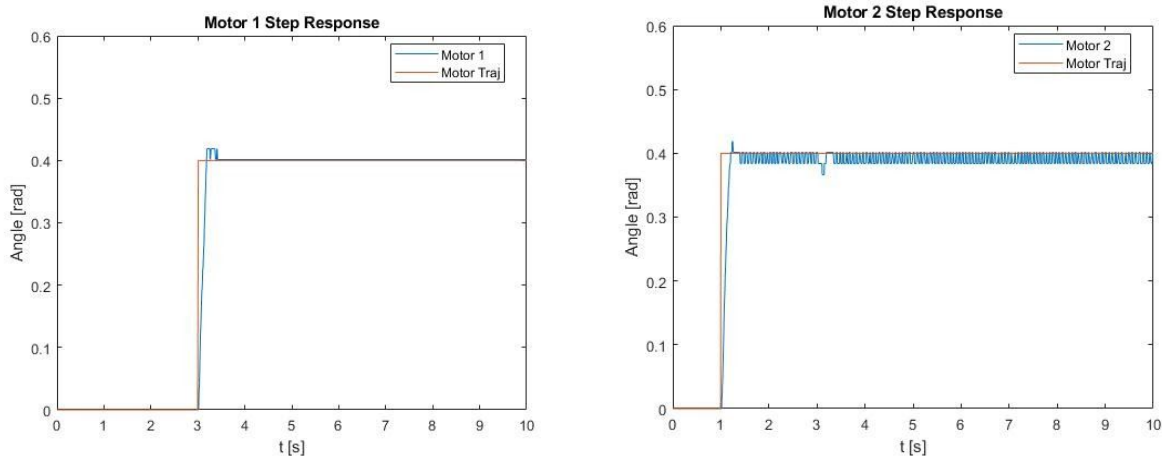 Motor 1 Step Response
0.6
0.5
0.4
0.3
0.2
0.1
0
Angle [rad]
Motor 1
Motor Traj
0 1 2 3 4 5 6 7 8 9 10
t [s]
Motor 2 Step Response
0.6
0.5
0.4
0.3
0.2
0.1
0
Angle [rad]
Motor 2
Motor Traj
0 1 2 3 4 5 6 7 8 9 10
t [s]